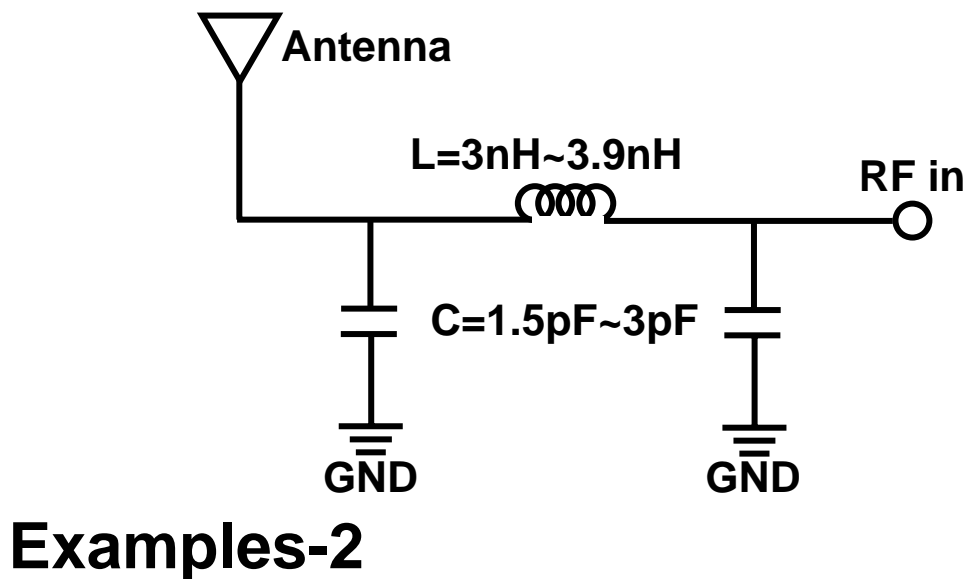 Antenna
L=3nH~3.9nH
RF in
C=1.5pF~3pF
GND
GND
Examples-2